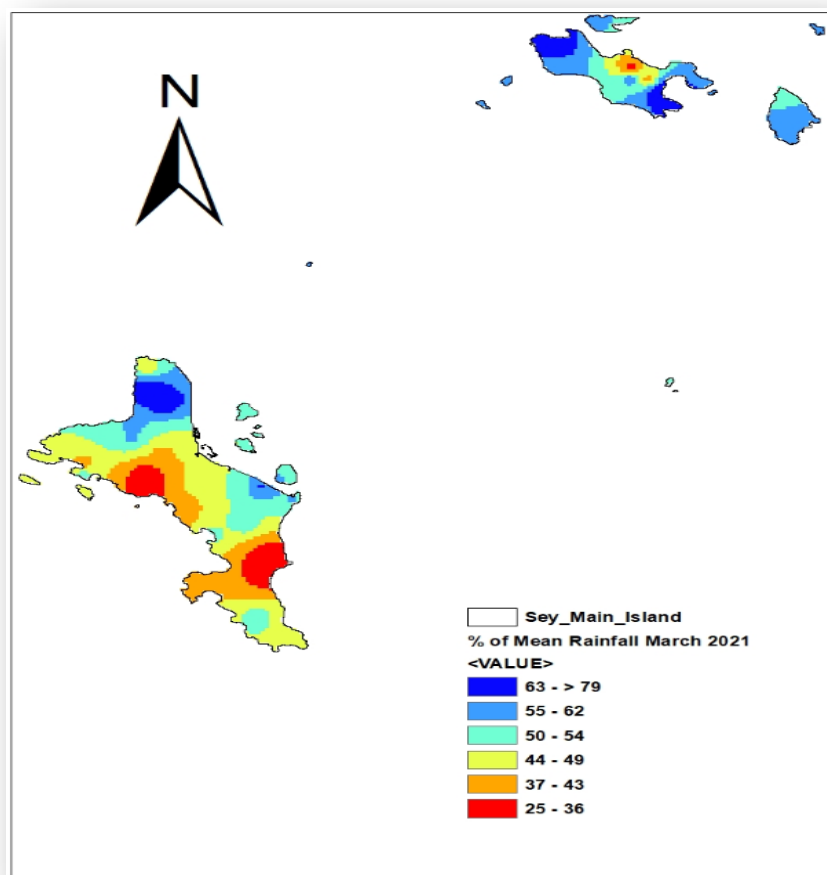 N
Sey_Main_Island
% of Mean Rainfall March 2021
<VALUE>
63 - > 79
55 - 62
50 - 54
44 - 49
37 - 43
25 - 36